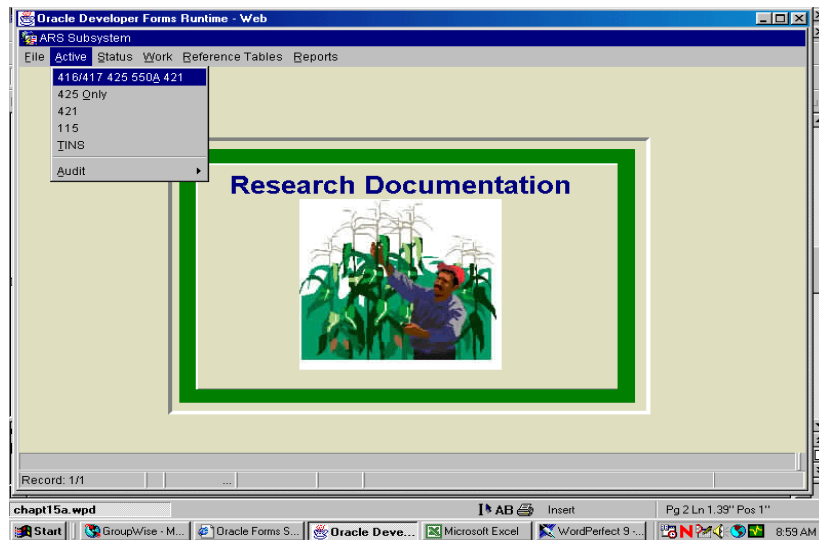 Oracle Developer Forms Runtime - Web
ARS Subsystem
File Active Status Work Reference Tables Reports
416/417 425 550A 421
425 Only
421
115
TINS
Audit
Research Documentation
Record: 1/1 ...
chapt15a.wpd AB Insert Pg 2 Ln 1.39" Pos 1"
Start GroupWise - M... Oracle Forms S... Oracle Deve... Microsoft Excel WordPerfect 9 -... 8:59 AM